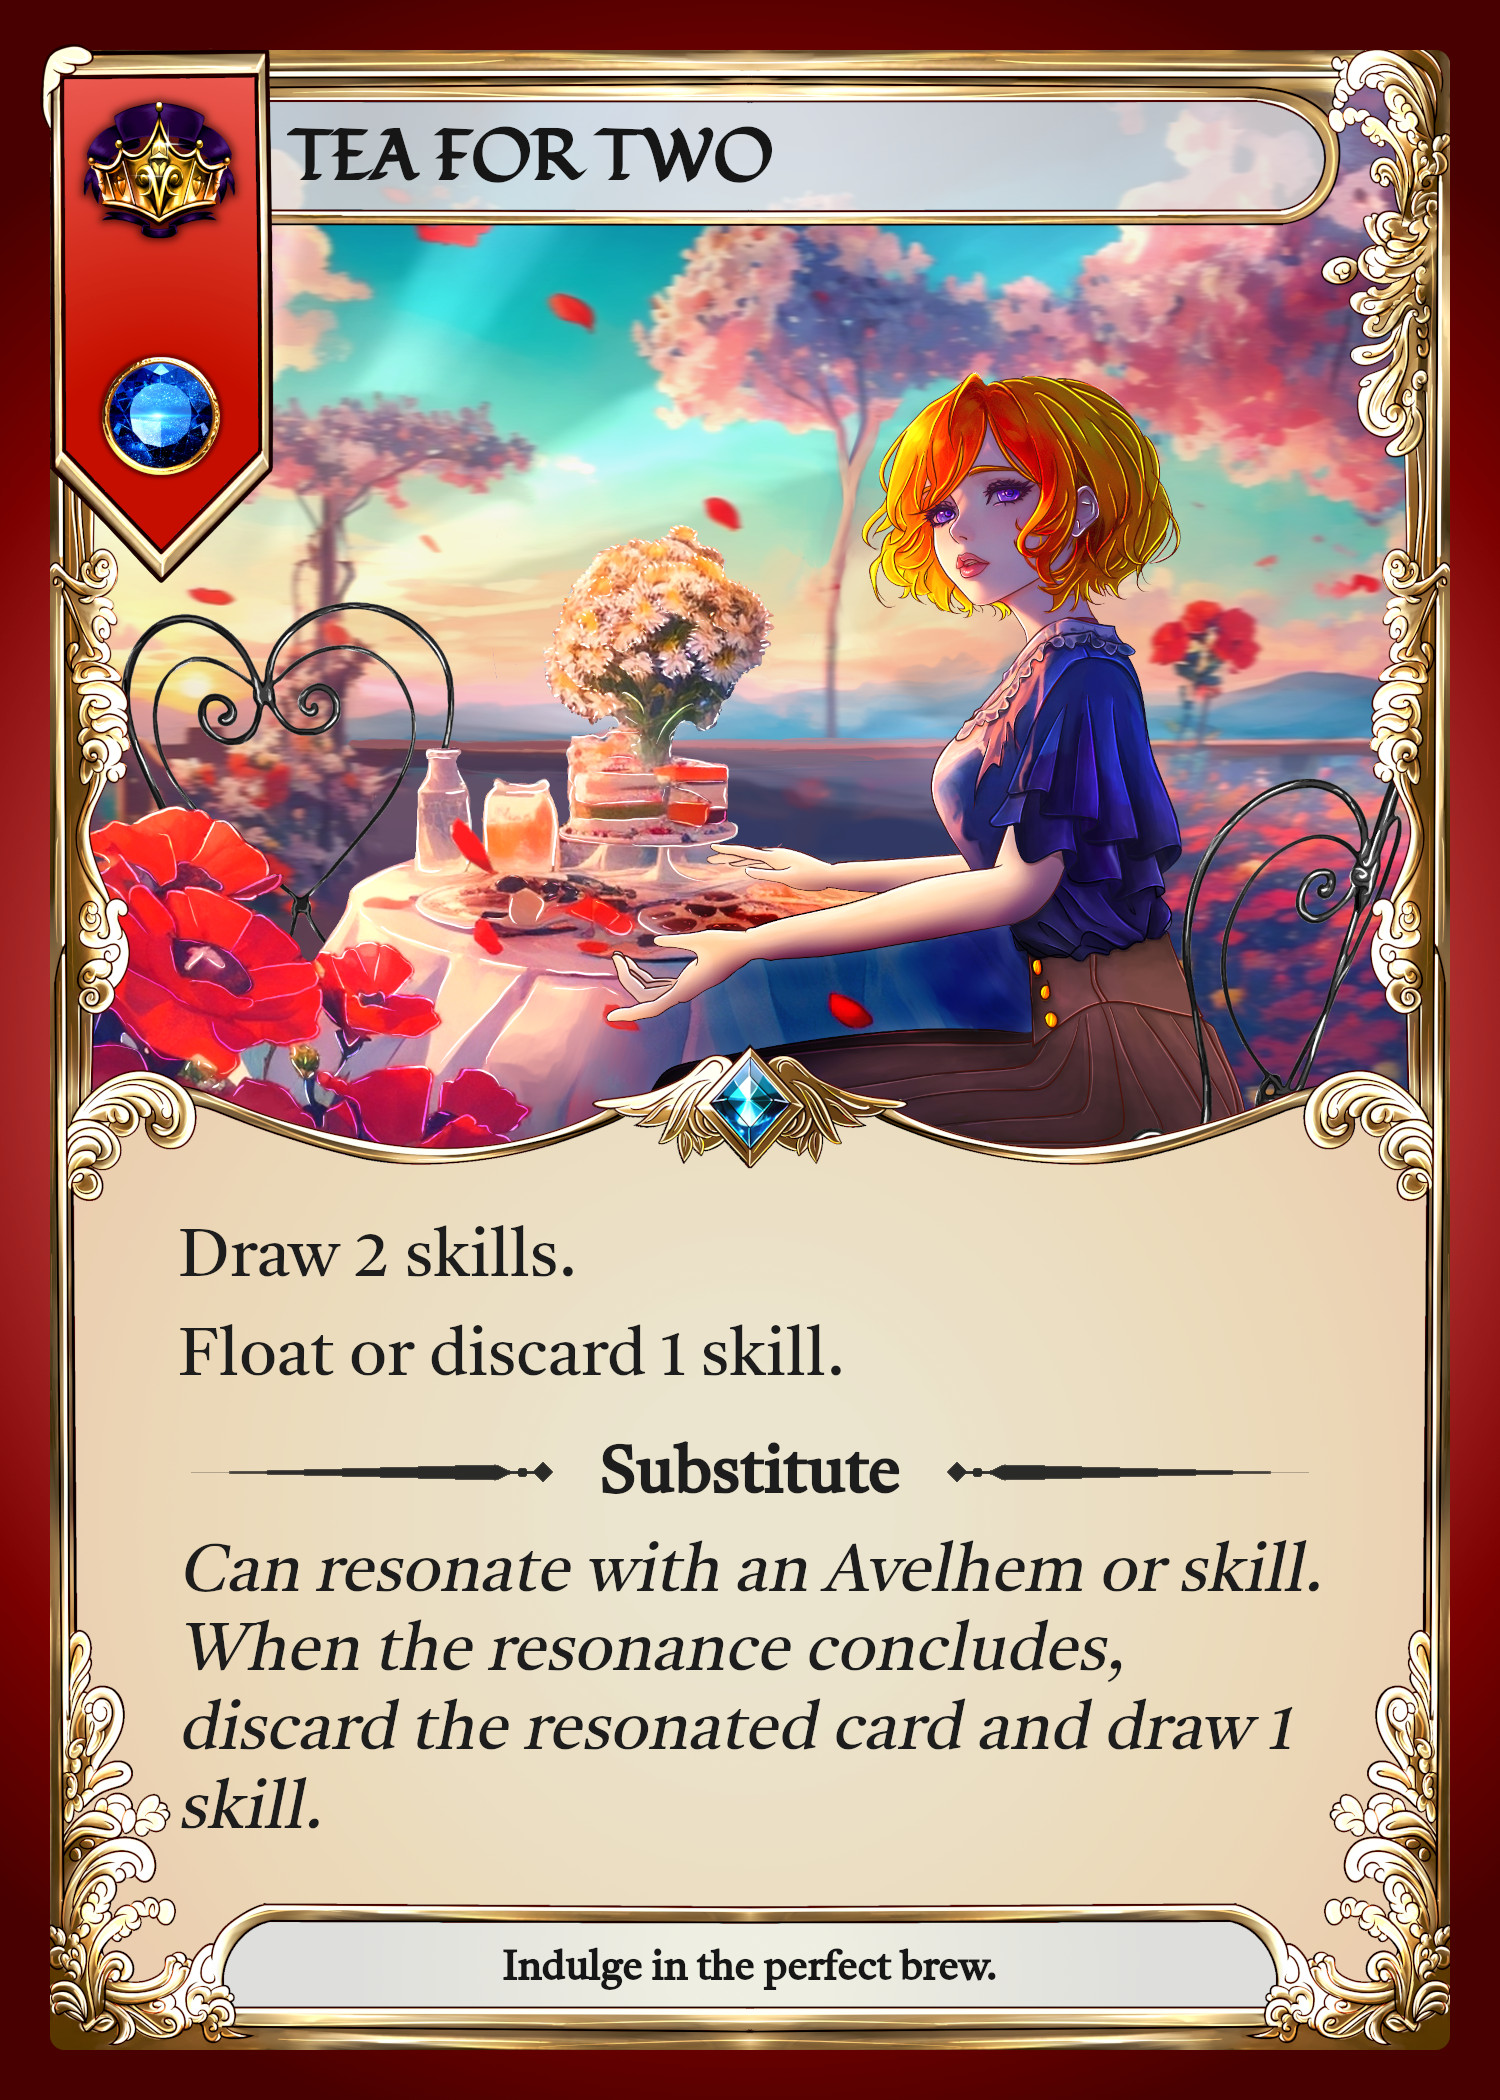 TEA FOR TWO
Draw 2 skills.
Float or discard 1 skill.
Substitute
Can resonate with an Avelhem or skill.
When the resonance concludes,
discard the resonated card and draw 1
skill.
Indulge in the perfect brew.